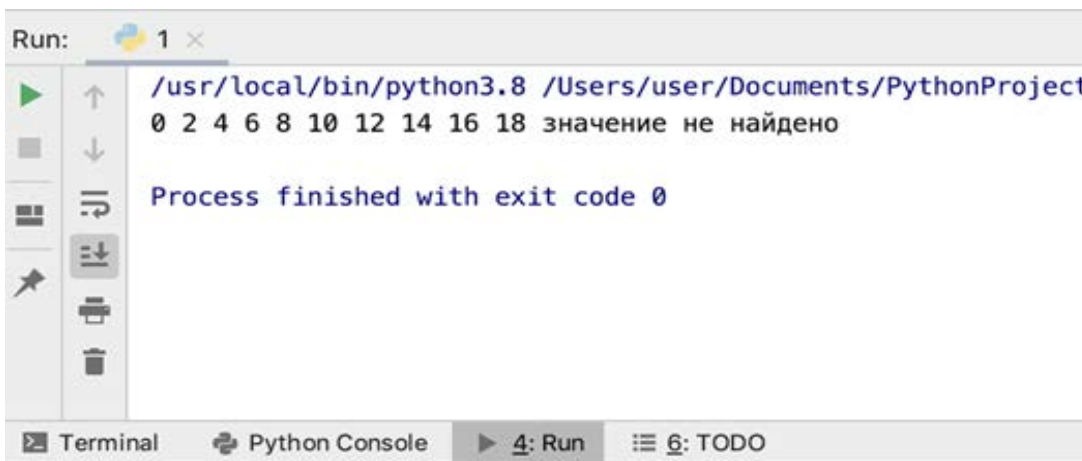 Run: 1
/usr/local/bin/python3.8 /Users/user/Documents/PythonProject
0 2 4 6 8 10 12 14 16 18 значение не найдено
Process finished with exit code 0
Terminal Python Console 4: Run 6: TODO